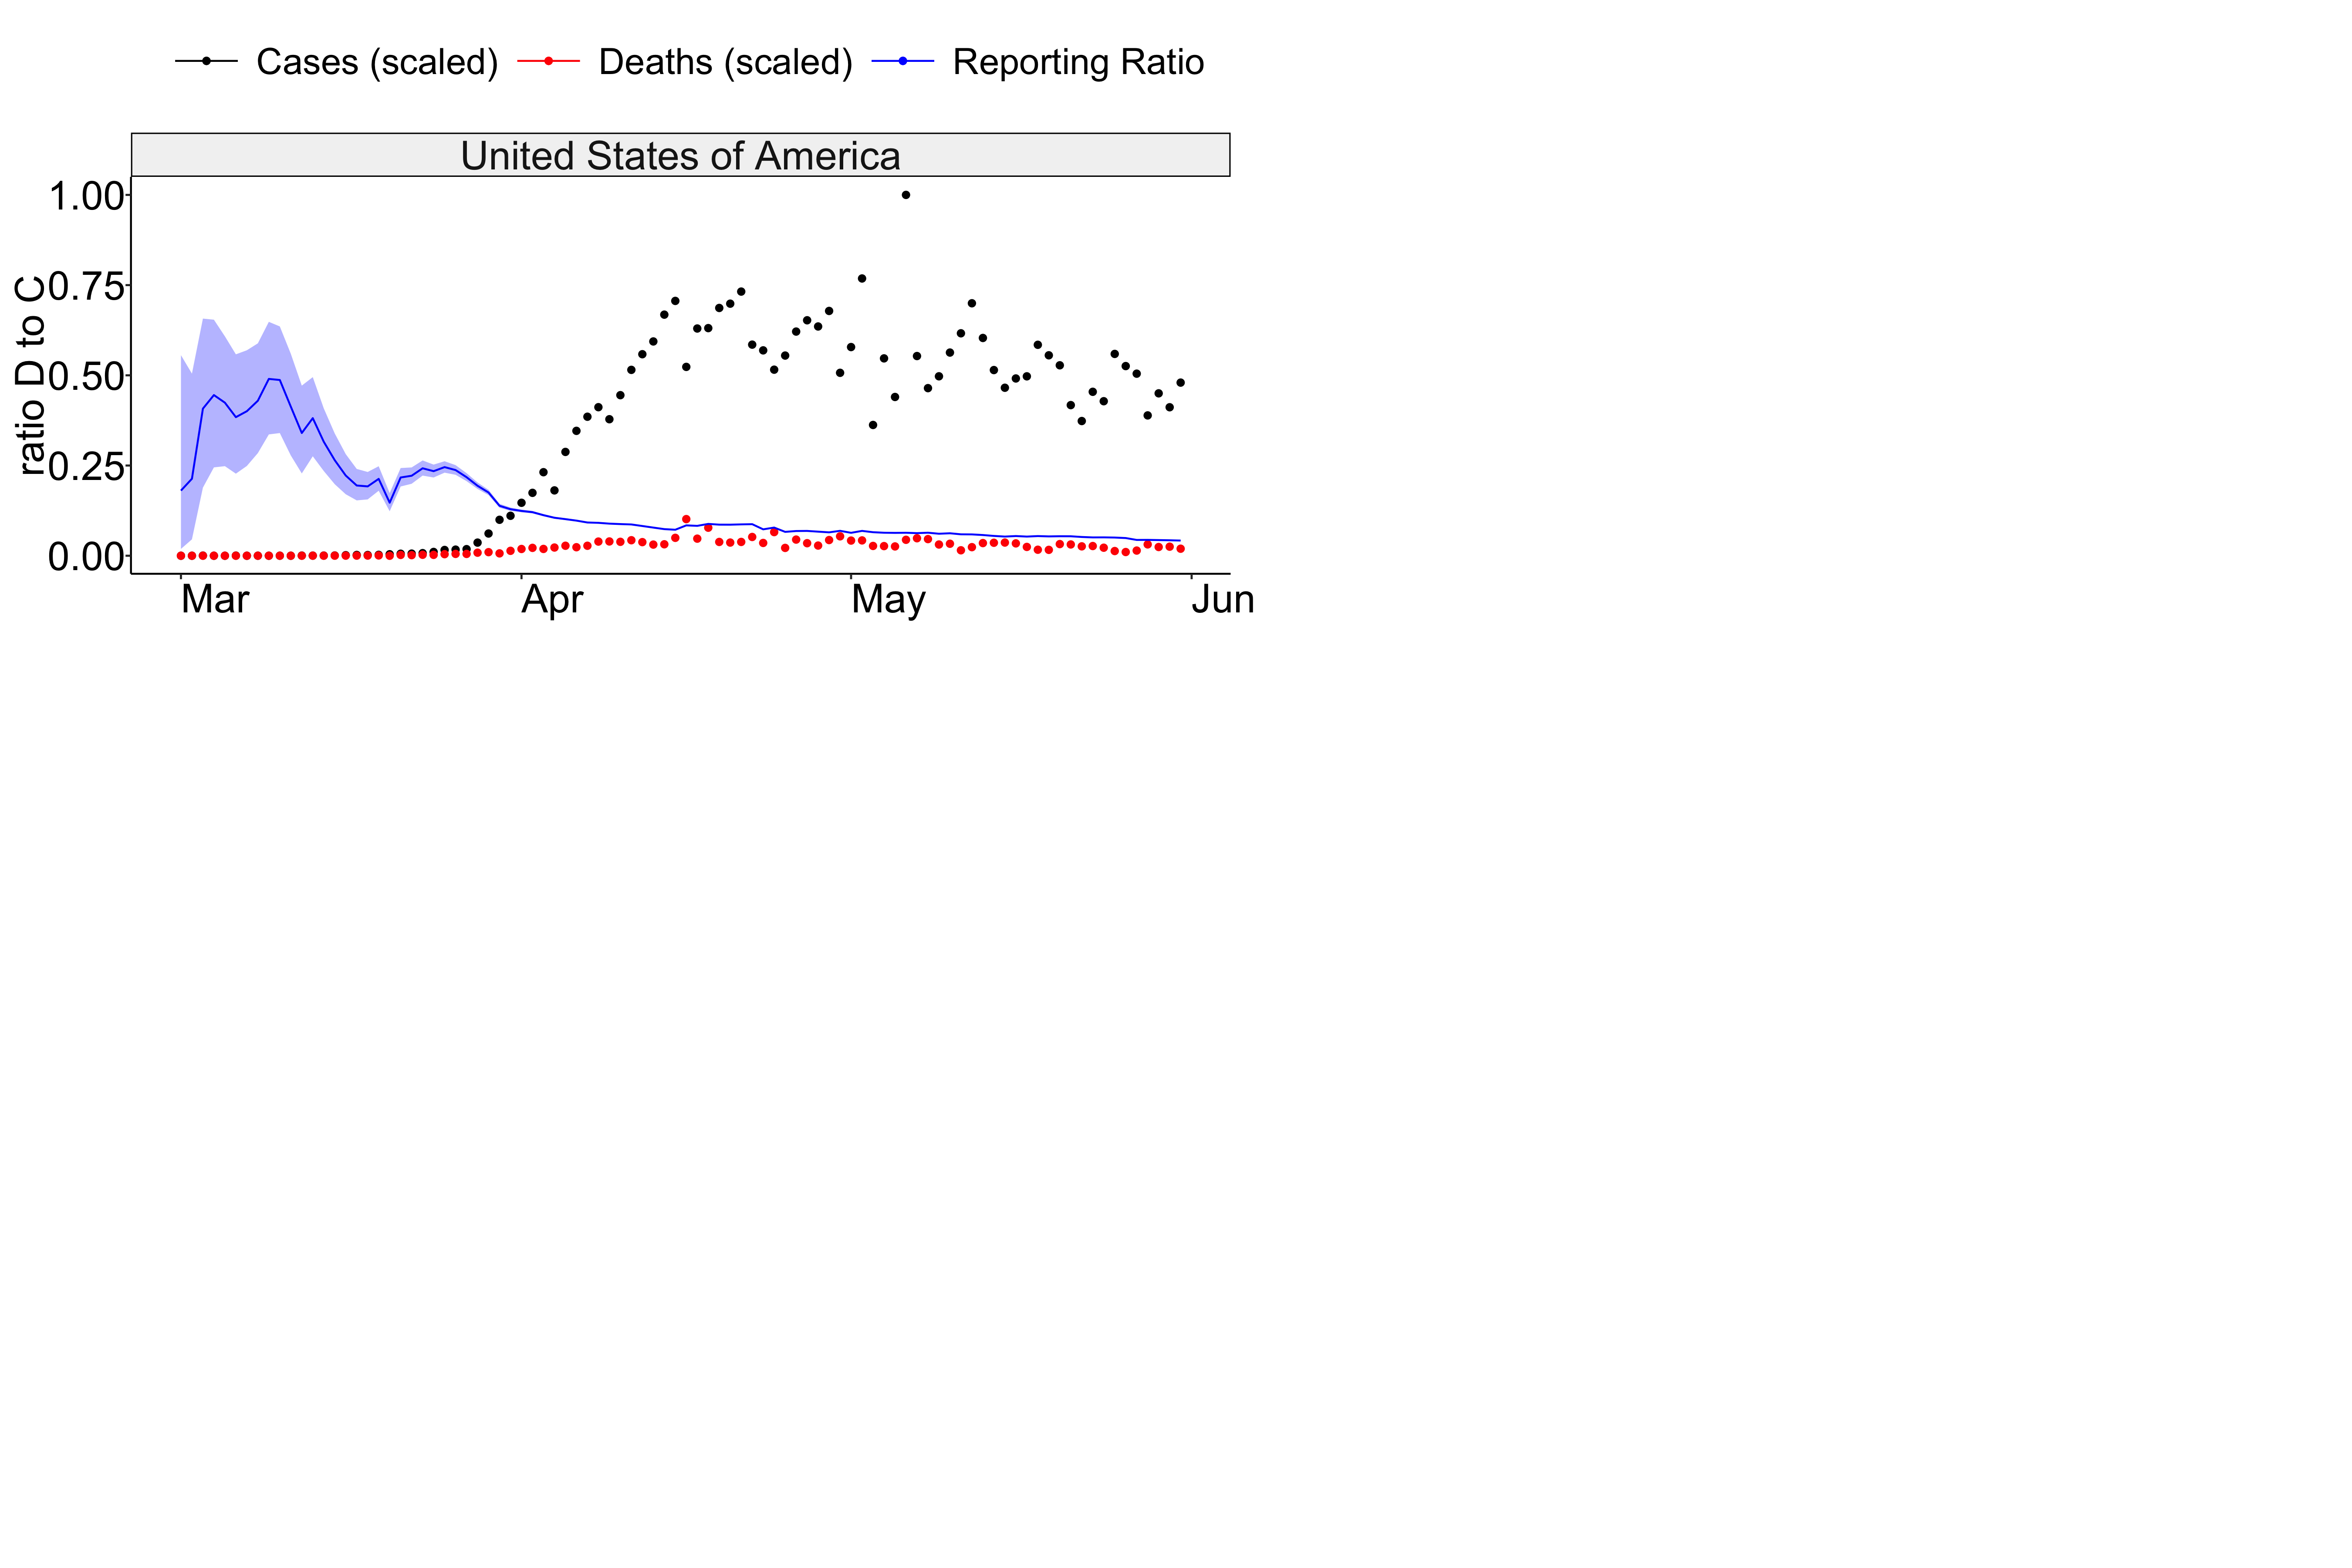 Cases (scaled) Deaths (scaled) Reporting Ratio
United States of America
ratio D to C
1.00
0.75
0.50
0.25
0.00
Mar Apr May Jun